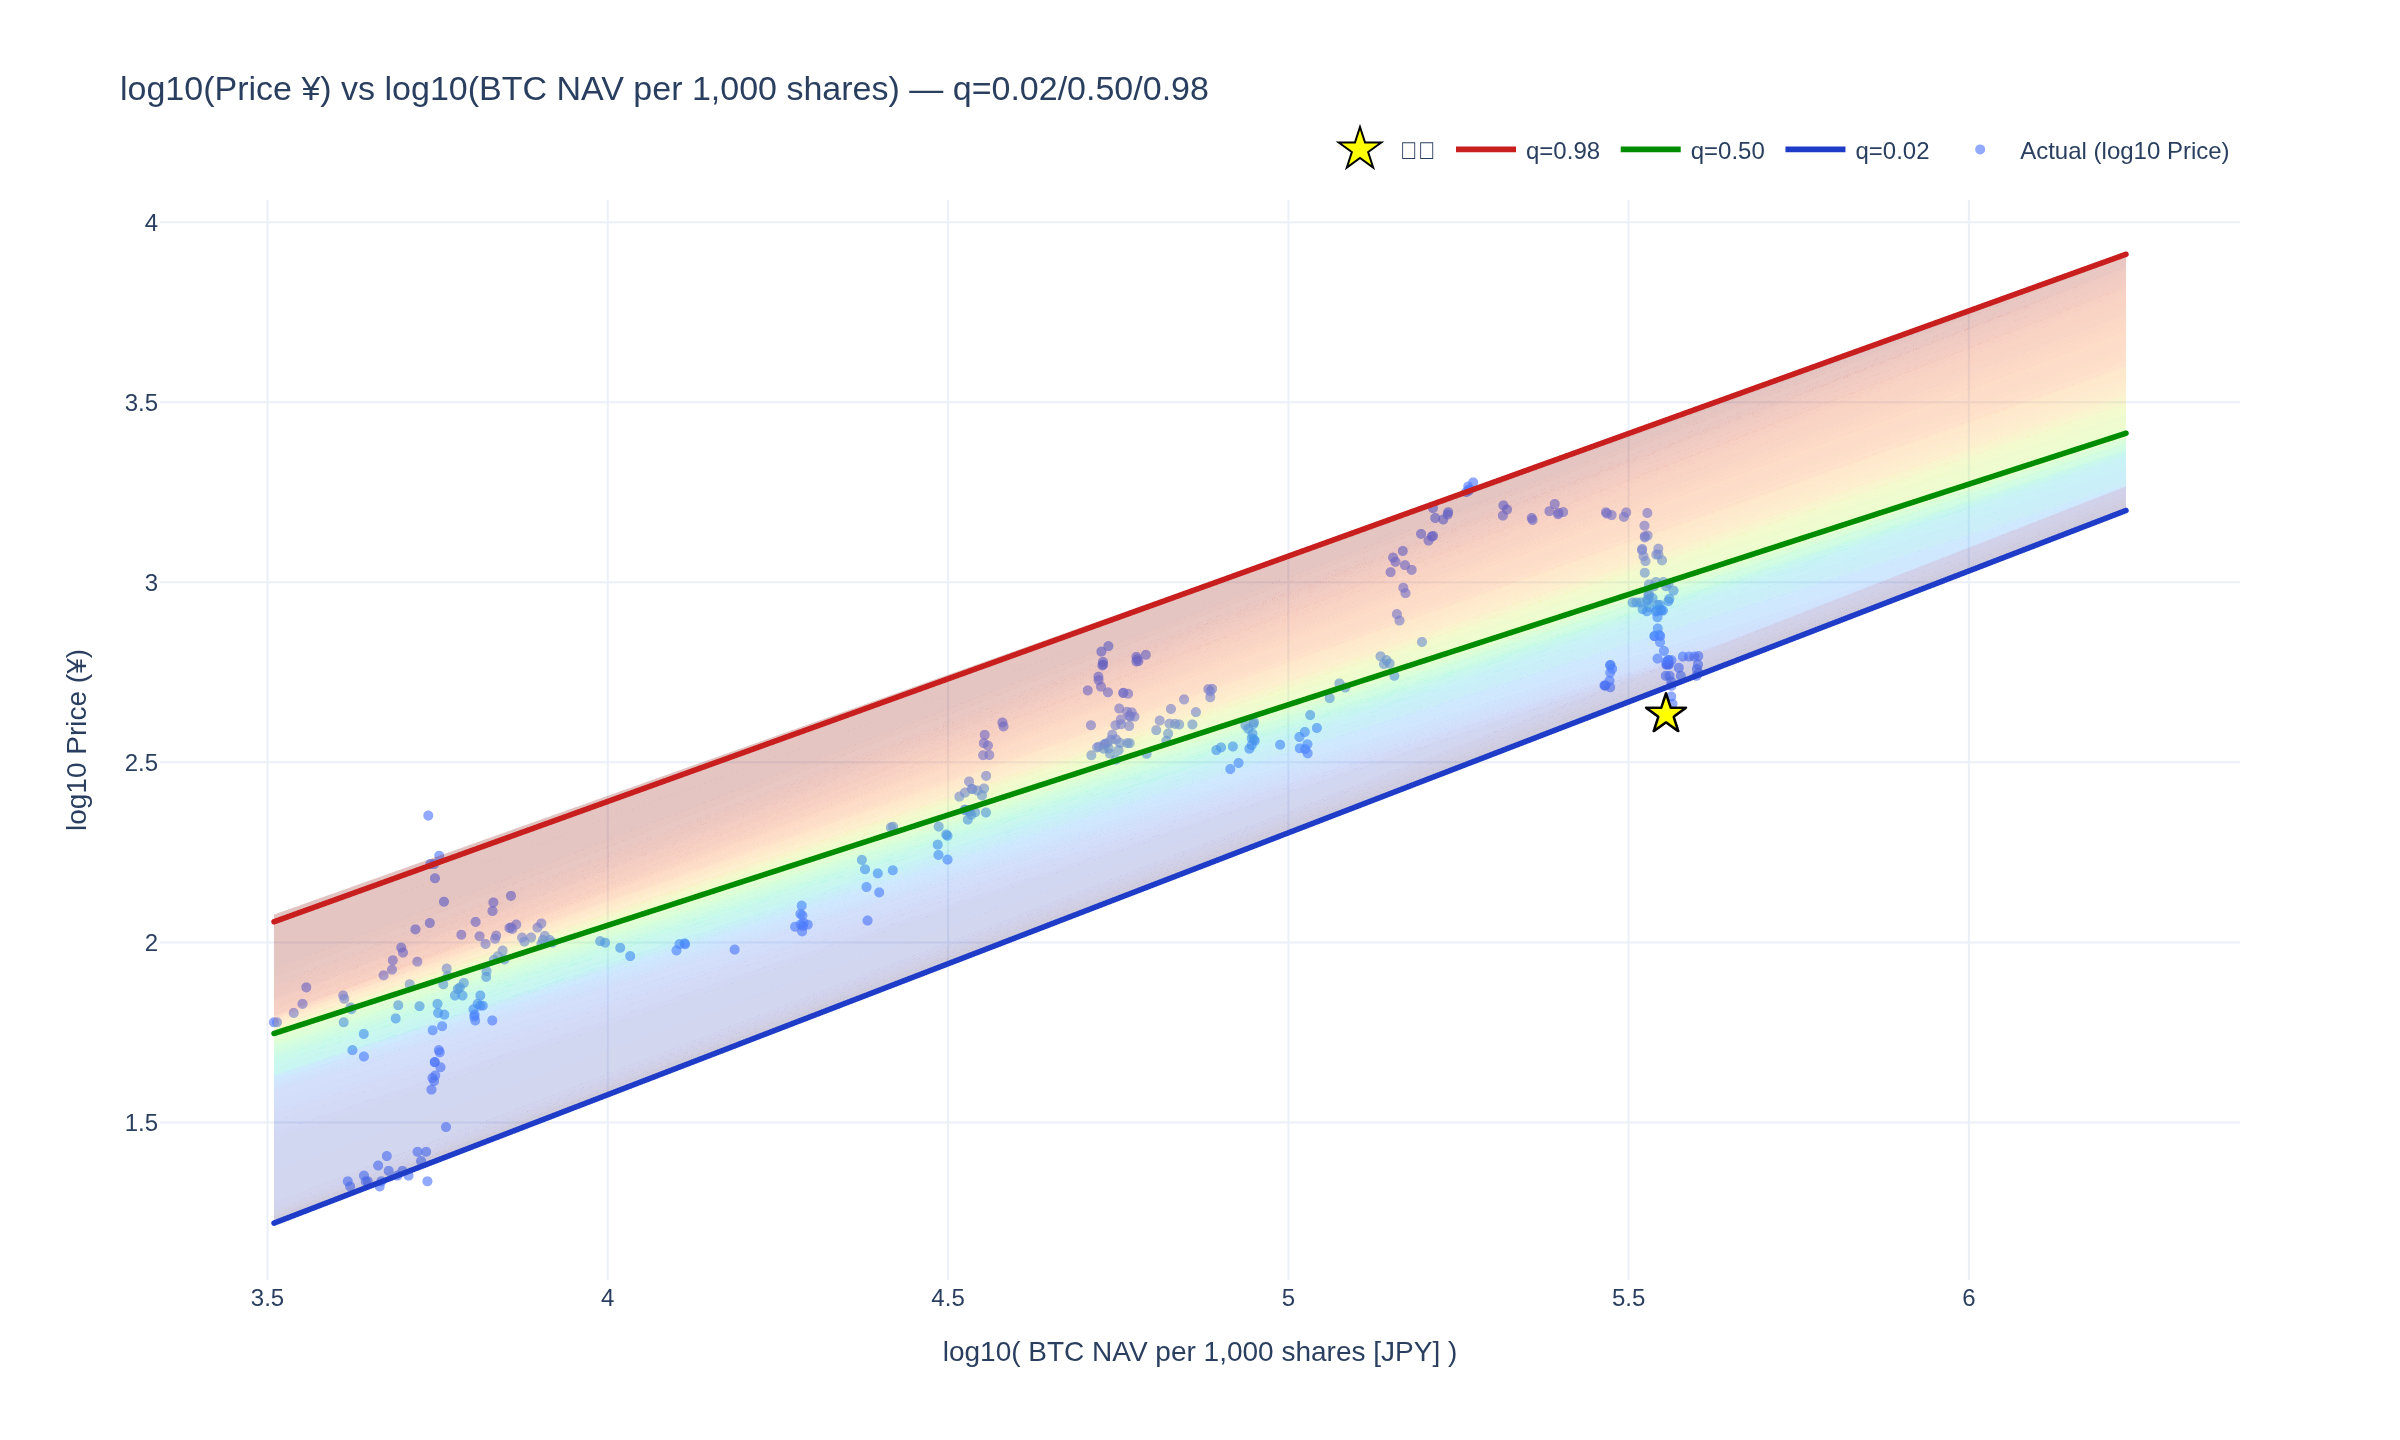 log10(Price ¥) vs log10(BTC NAV per 1,000 shares) — q=0.02/0.50/0.98
q=0.98 q=0.50 q=0.02 Actual (log10 Price)
4
3.5
3
2.5
2
1.5
log10 Price (¥)
3.5 4 4.5 5 5.5 6
log10( BTC NAV per 1,000 shares [JPY] )